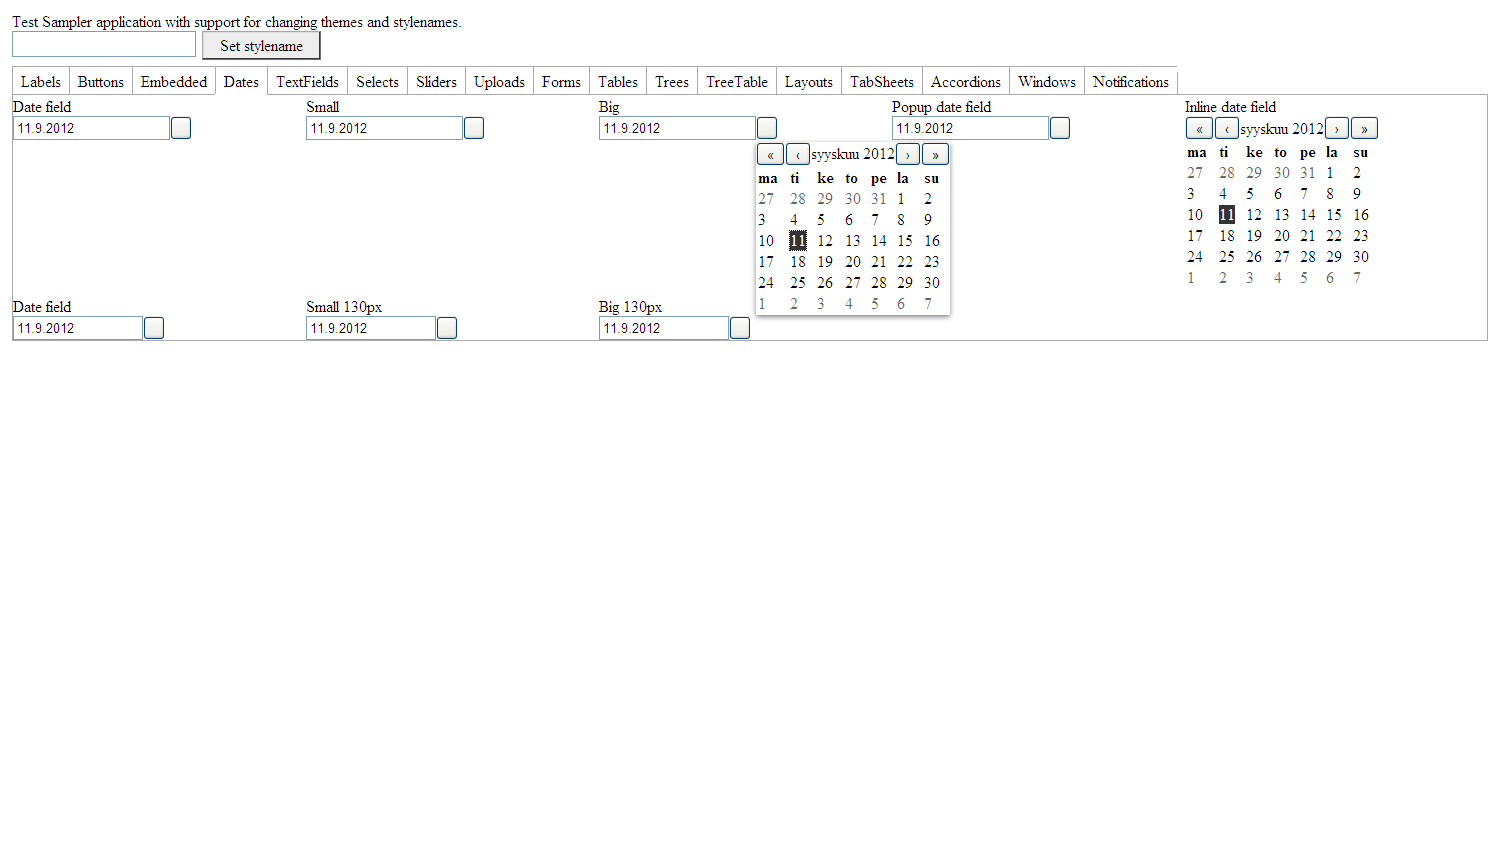 Test Sampler application with support for changing themes and stylenames.
Set stylename
Labels Buttons Embedded Dates TextFields Selects Sliders Uploads Forms Tables Trees TreeTable Layouts TabSheets Accordions Windows Notifications
Date field Small Big Popup date field Inline date field
11.9.2012 11.9.2012 11.9.2012 11.9.2012
« ‹ syyskuu 2012 › »
ma ti ke to pe la su
27 28 29 30 31 1 2
3 4 5 6 7 8 9
10 11 12 13 14 15 16
17 18 19 20 21 22 23
24 25 26 27 28 29 30
1 2 3 4 5 6 7
« ‹ syyskuu 2012 › »
ma ti ke to pe la su
27 28 29 30 31 1 2
3 4 5 6 7 8 9
10 11 12 13 14 15 16
17 18 19 20 21 22 23
24 25 26 27 28 29 30
1 2 3 4 5 6 7
Date field Small 130px Big 130px
11.9.2012 11.9.2012 11.9.2012